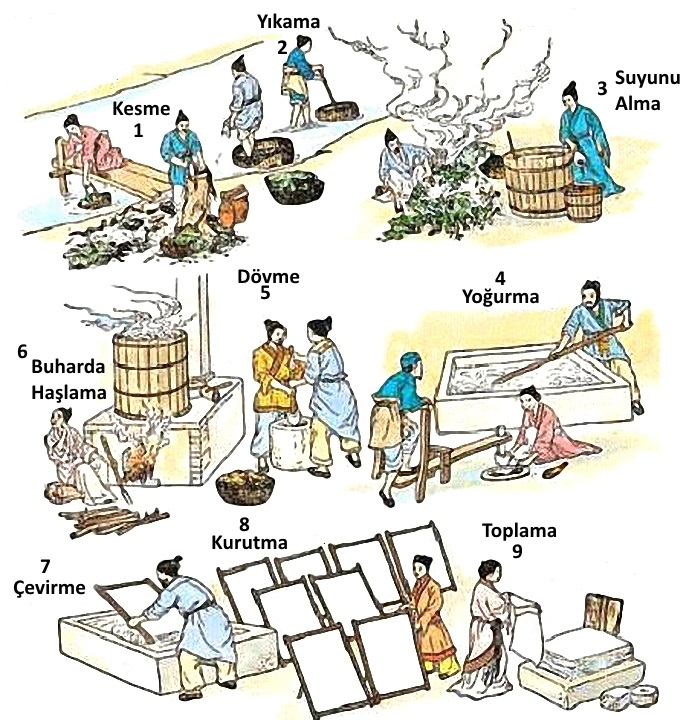 Kesme
1
Yıkama
2
3 Suyunu
Alma
4
Yoğurma
Dövme
5
6 Buharda
Haşlama
7
Çevirme
8
Kurutma
Toplama
9